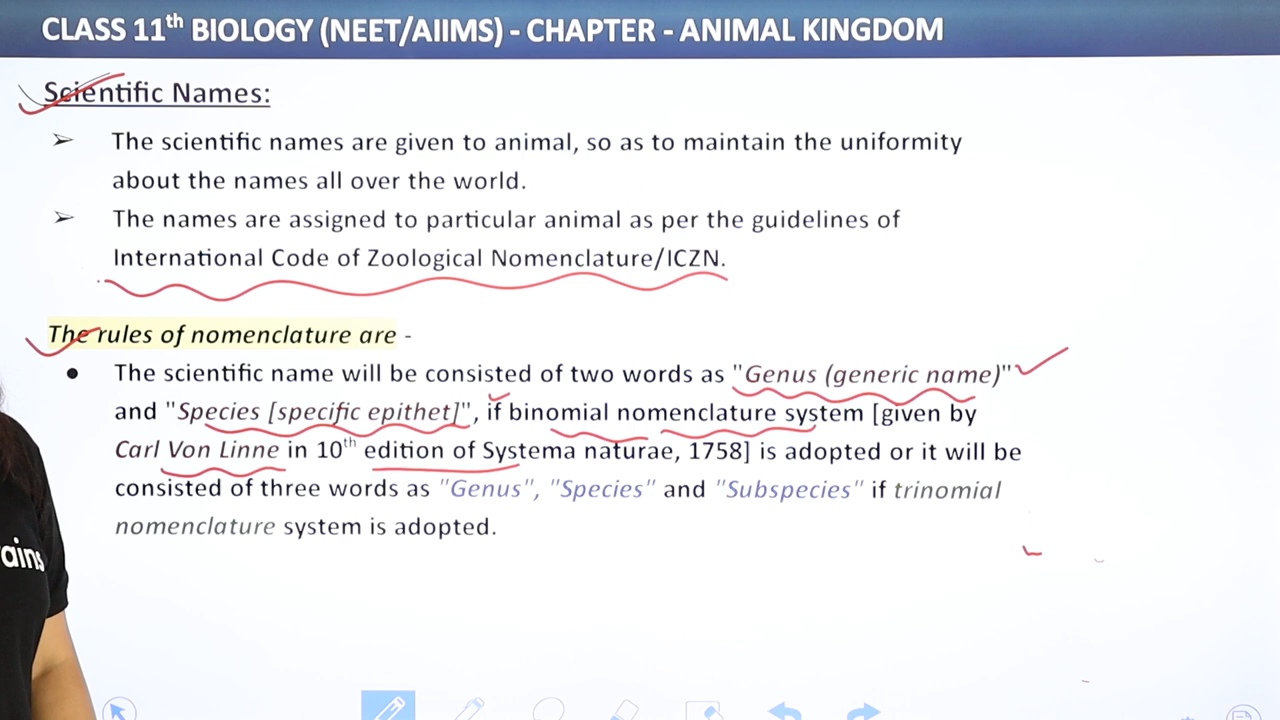 CLASS 11th BIOLOGY (NEET/AIIMS) - CHAPTER - ANIMAL KINGDOM
Scientific Names:
➢ The scientific names are given to animal, so as to maintain the uniformity
about the names all over the world.
➢ The names are assigned to particular animal as per the guidelines of
International Code of Zoological Nomenclature/ICZN.
The rules of nomenclature are -
● The scientific name will be consisted of two words as "Genus (generic name)"
and "Species [specific epithet]", if binomial nomenclature system [given by
Carl Von Linne in 10th edition of Systema naturae, 1758] is adopted or it will be
consisted of three words as "Genus", "Species" and "Subspecies" if trinomial
nomenclature system is adopted.
ains